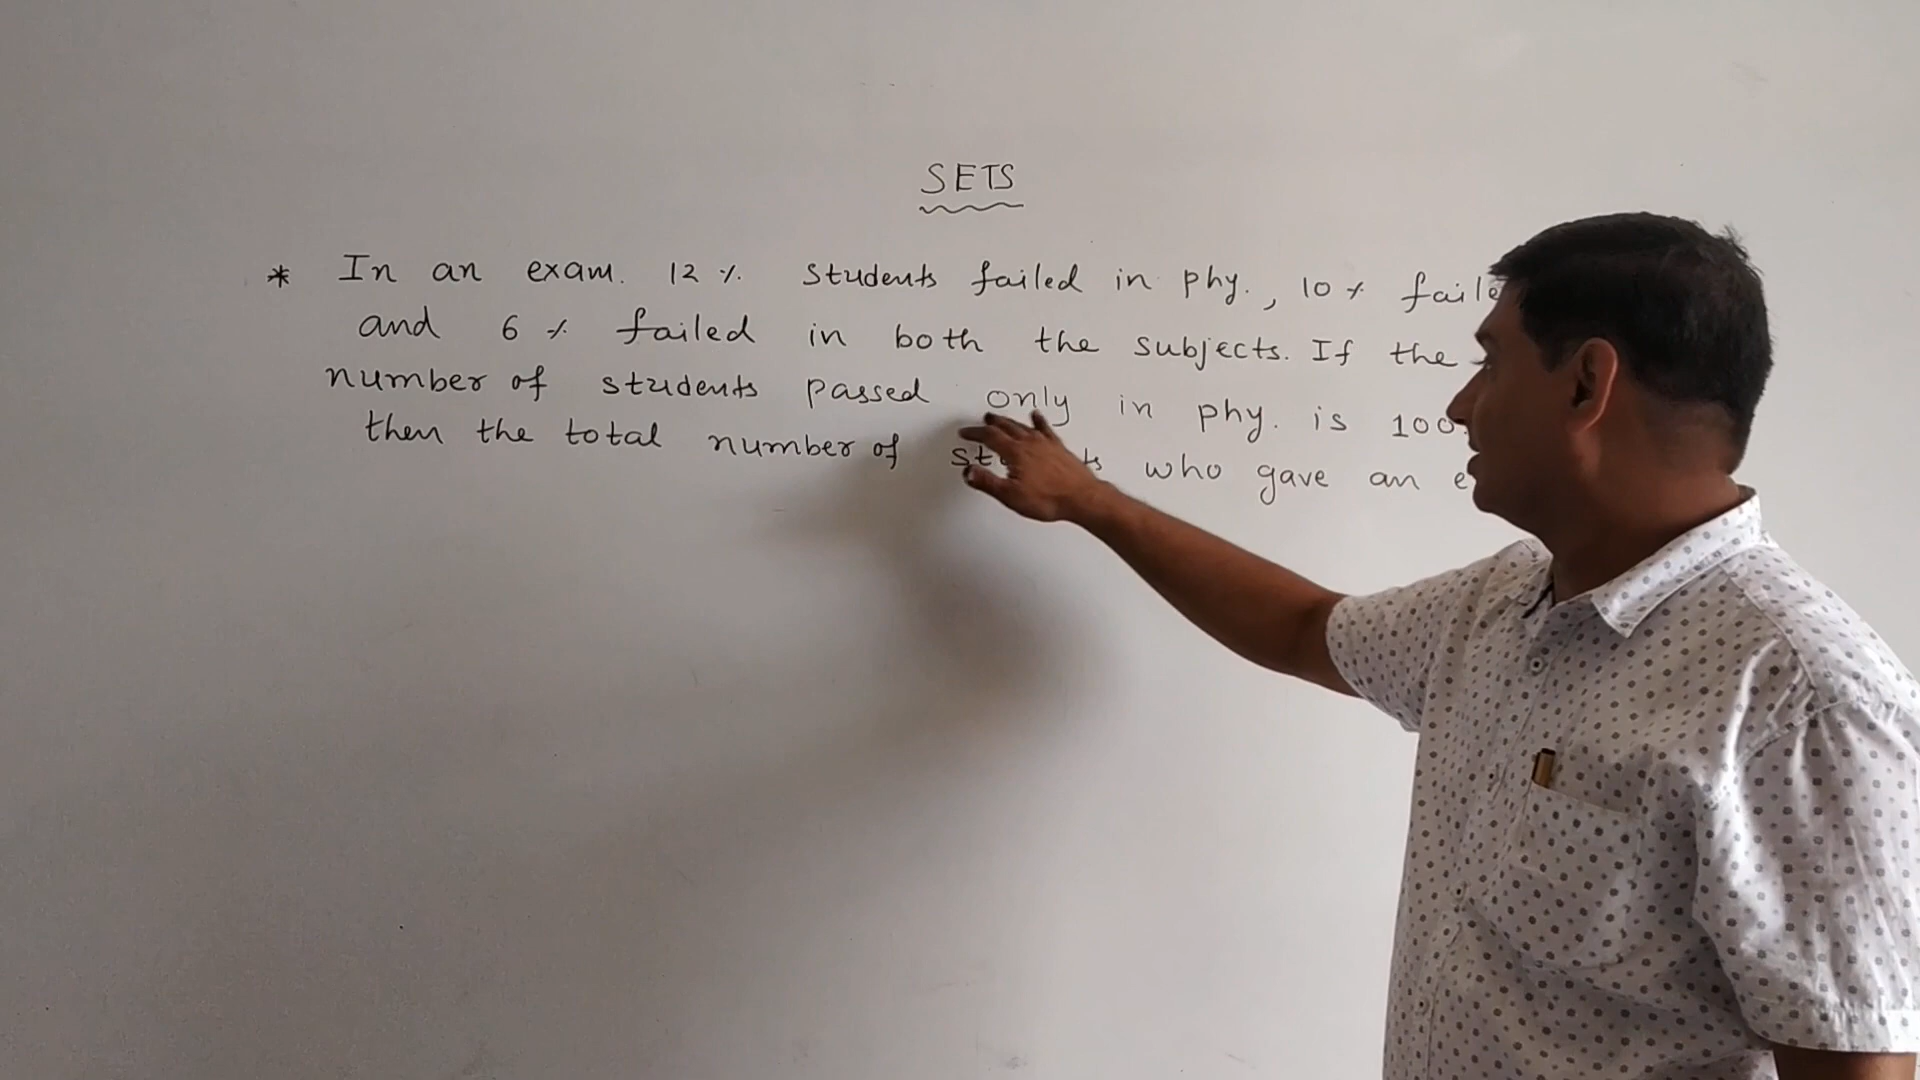 SETS
* In an exam. 12 % students failed in phy., 10 % faile
and 6 % failed in both the subjects. If the
number of students passed only in phy. is 100
then the total number of who gave an